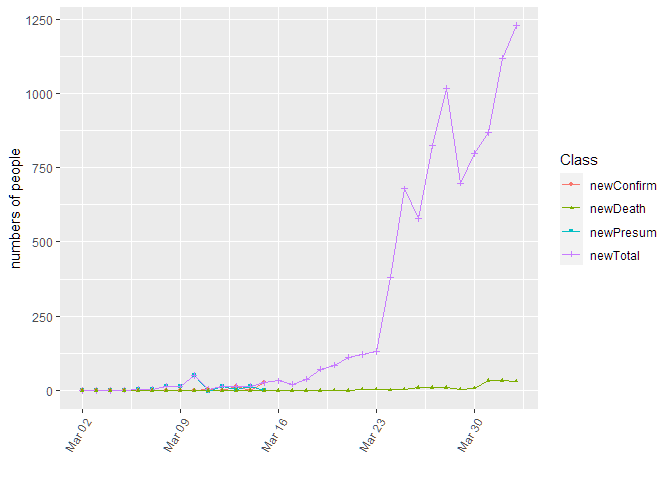 1250
1000
750
500
250
0
numbers of people
Mar 02
Mar 09
Mar 16
Mar 23
Mar 30
Class
newConfirm
newDeath
newPresum
newTotal